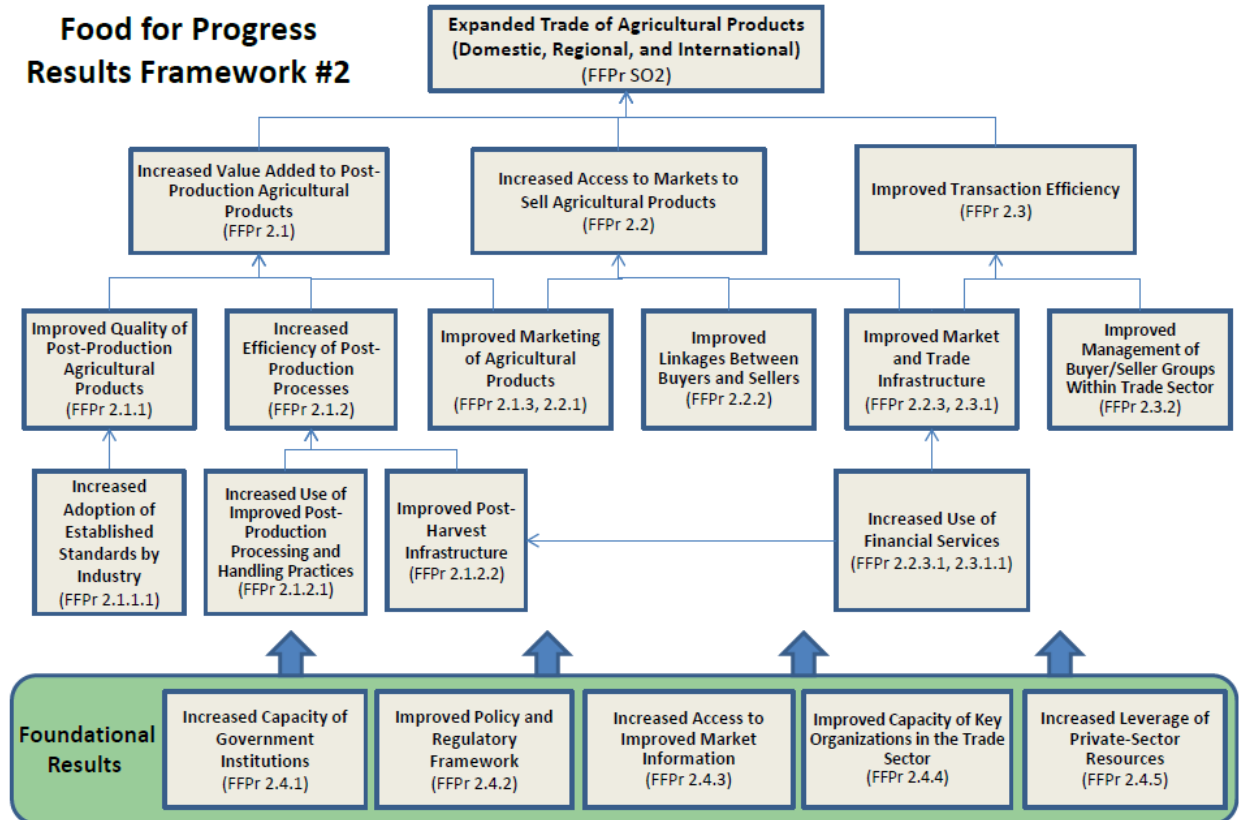 Food for Progress
Results Framework #2
Expanded Trade of Agricultural Products
(Domestic, Regional, and International)
(FFPr SO2)
Increased Value Added to Post-
Production Agricultural
Products
(FFPr 2.1)
Increased Access to Markets to
Sell Agricultural Products
(FFPr 2.2)
Improved Transaction Efficiency
(FFPr 2.3)
Improved Quality of
Post-Production
Agricultural
Products
(FFPr 2.1.1)
Increased
Efficiency of Post-
Production
Processes
(FFPr 2.1.2)
Improved Marketing
of Agricultural
Products
(FFPr 2.1.3, 2.2.1)
Improved
Linkages Between
Buyers and Sellers
(FFPr 2.2.2)
Improved Market
and Trade
Infrastructure
(FFPr 2.2.3, 2.3.1)
Improved
Management of
Buyer/Seller Groups
Within Trade Sector
(FFPr 2.3.2)
Increased
Adoption of
Established
Standards by
Industry
(FFPr 2.1.1.1)
Increased Use of
Improved Post-
Production
Processing and
Handling Practices
(FFPr 2.1.2.1)
Improved Post-
Harvest
Infrastructure
(FFPr 2.1.2.2)
Increased Use of
Financial Services
(FFPr 2.2.3.1, 2.3.1.1)
Foundational
Results
Increased Capacity of
Government
Institutions
(FFPr 2.4.1)
Improved Policy and
Regulatory
Framework
(FFPr 2.4.2)
Increased Access to
Improved Market
Information
(FFPr 2.4.3)
Improved Capacity of Key
Organizations in the Trade
Sector
(FFPr 2.4.4)
Increased Leverage of
Private-Sector
Resources
(FFPr 2.4.5)